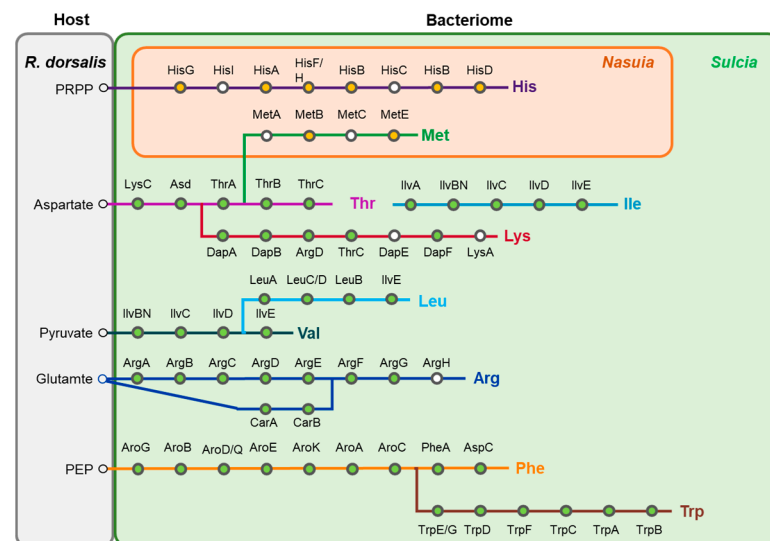 Host
Bacteriome
R. dorsalis
Nasuia
Sulcia
HisG HisI HisA HisF/H HisB HisC HisB HisD
PRPP
His
MetA MetB MetC MetE
Met
LysC Asd ThrA ThrB ThrC
IlvA IlvBN IlvC IlvD IlvE
Aspartate
Thr
Ile
Lys
DapA DapB ArgD ThrC DapE DapF LysA
LeuA LeuC/D LeuB IlvE
Leu
IlvBN IlvC IlvD IlvE
Pyruvate
Val
ArgA ArgB ArgC ArgD ArgE ArgF ArgG ArgH
Glutamte
Arg
CarA CarB
AroG AroB AroD/Q AroE AroK AroA AroC PheA AspC
PEP
Phe
Trp
TrpE/G TrpD TrpF TrpC TrpA TrpB